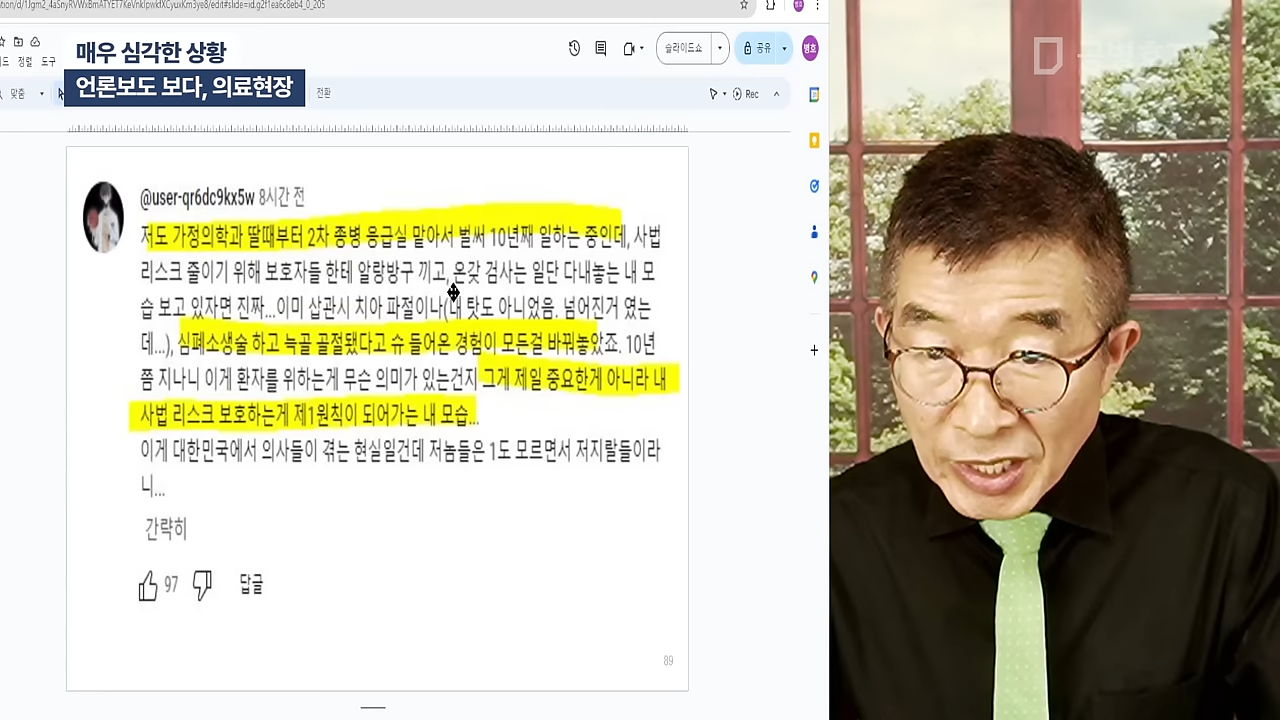 매우 심각한 상황
언론보도 보다, 의료현장
정렬 도구
슬라이드쇼
공유
병호
맞춤
전환
Rec
@user-qr6dc9kx5w 8시간 전
저도 가정의학과 딸때부터 2차 종병 응급실 맡아서 벌써 10년째 일하는 중인데, 사법
리스크 줄이기 위해 보호자들 한테 알랑방구 끼고, 온갖 검사는 일단 다내놓는 내 모
습 보고 있자면 진짜...이미 삽관시 치아 파절이나(내 탓도 아니었음. 넘어진거 였는
데...), 심폐소생술 하고 늑골 골절됐다고 슈 들어온 경험이 모든걸 바꿔놓았죠. 10년
쯤 지나니 이게 환자를 위하는게 무슨 의미가 있는건지 그게 제일 중요한게 아니라 내
사법 리스크 보호하는게 제1원칙이 되어가는 내 모습...
이게 대한민국에서 의사들이 겪는 현실일건데 저놈들은 1도 모르면서 저지랄들이라
니...
간략히
97 답글
89